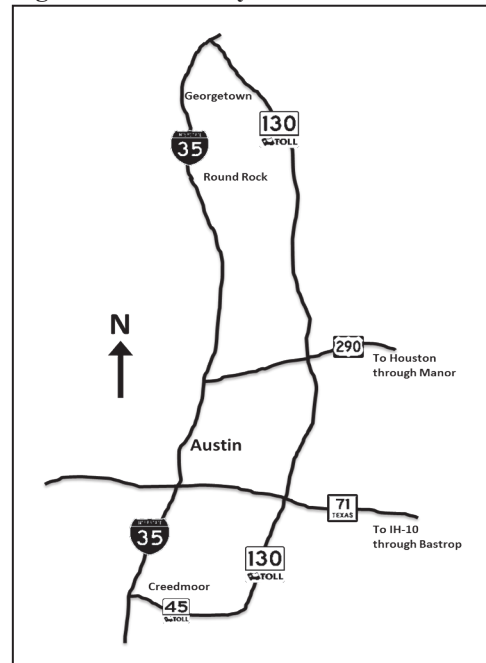 Georgetown
130
TOLL
35
Round Rock
N
290
To Houston
through Manor
Austin
71
TEXAS
To IH-10
through Bastrop
35
130
TOLL
Creedmoor
45
TOLL